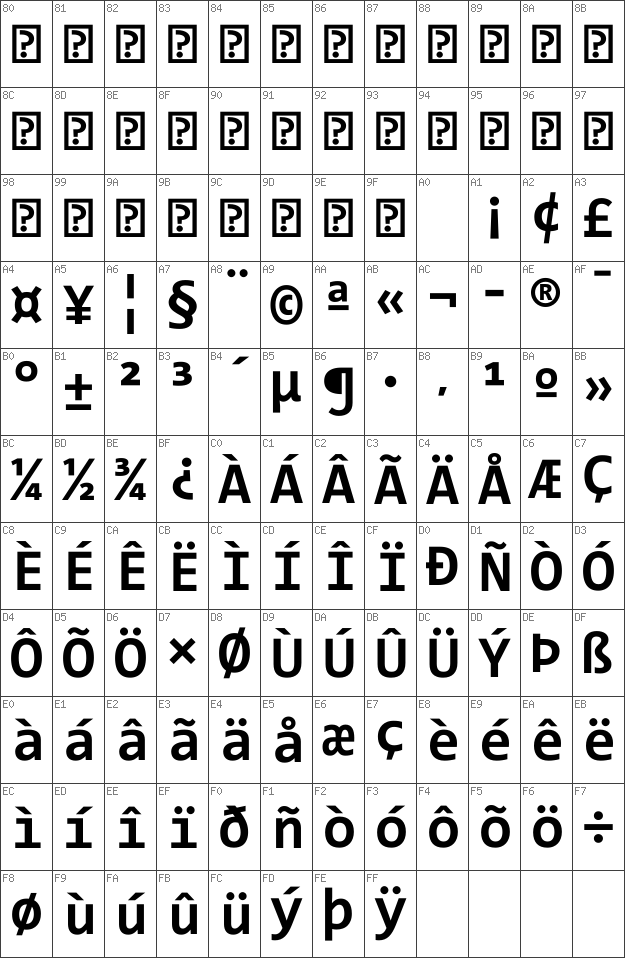 80 81 82 83 84 85 86 87 88 89 8A 8B
� � � � � � � � � � � �
8C 8D 8E 8F 90 91 92 93 94 95 96 97
� � � � � � � � � � � �
98 99 9A 9B 9C 9D 9E 9F A0 A1 A2 A3
� � � � � � � � ¡ ¢ £
A4 A5 A6 A7 A8 A9 AA AB AC AD AE AF
¤ ¥ ¦ § ¨ © ª « ¬ - ® ¯
B0 B1 B2 B3 B4 B5 B6 B7 B8 B9 BA BB
° ± ² ³ ´ µ ¶ · ¸ ¹ º »
BC BD BE BF C0 C1 C2 C3 C4 C5 C6 C7
¼ ½ ¾ ¿ À Á Â Ã Ä Å Æ Ç
C8 C9 CA CB CC CD CE CF D0 D1 D2 D3
È É Ê Ë Ì Í Î Ï Ð Ñ Ò Ó
D4 D5 D6 D7 D8 D9 DA DB DC DD DE DF
Ô Õ Ö × Ø Ù Ú Û Ü Ý Þ ß
E0 E1 E2 E3 E4 E5 E6 E7 E8 E9 EA EB
à á â ã ä å æ ç è é ê ë
EC ED EE EF F0 F1 F2 F3 F4 F5 F6 F7
ì í î ï ð ñ ò ó ô õ ö ÷
F8 F9 FA FB FC FD FE FF
ø ù ú û ü ý þ ÿ